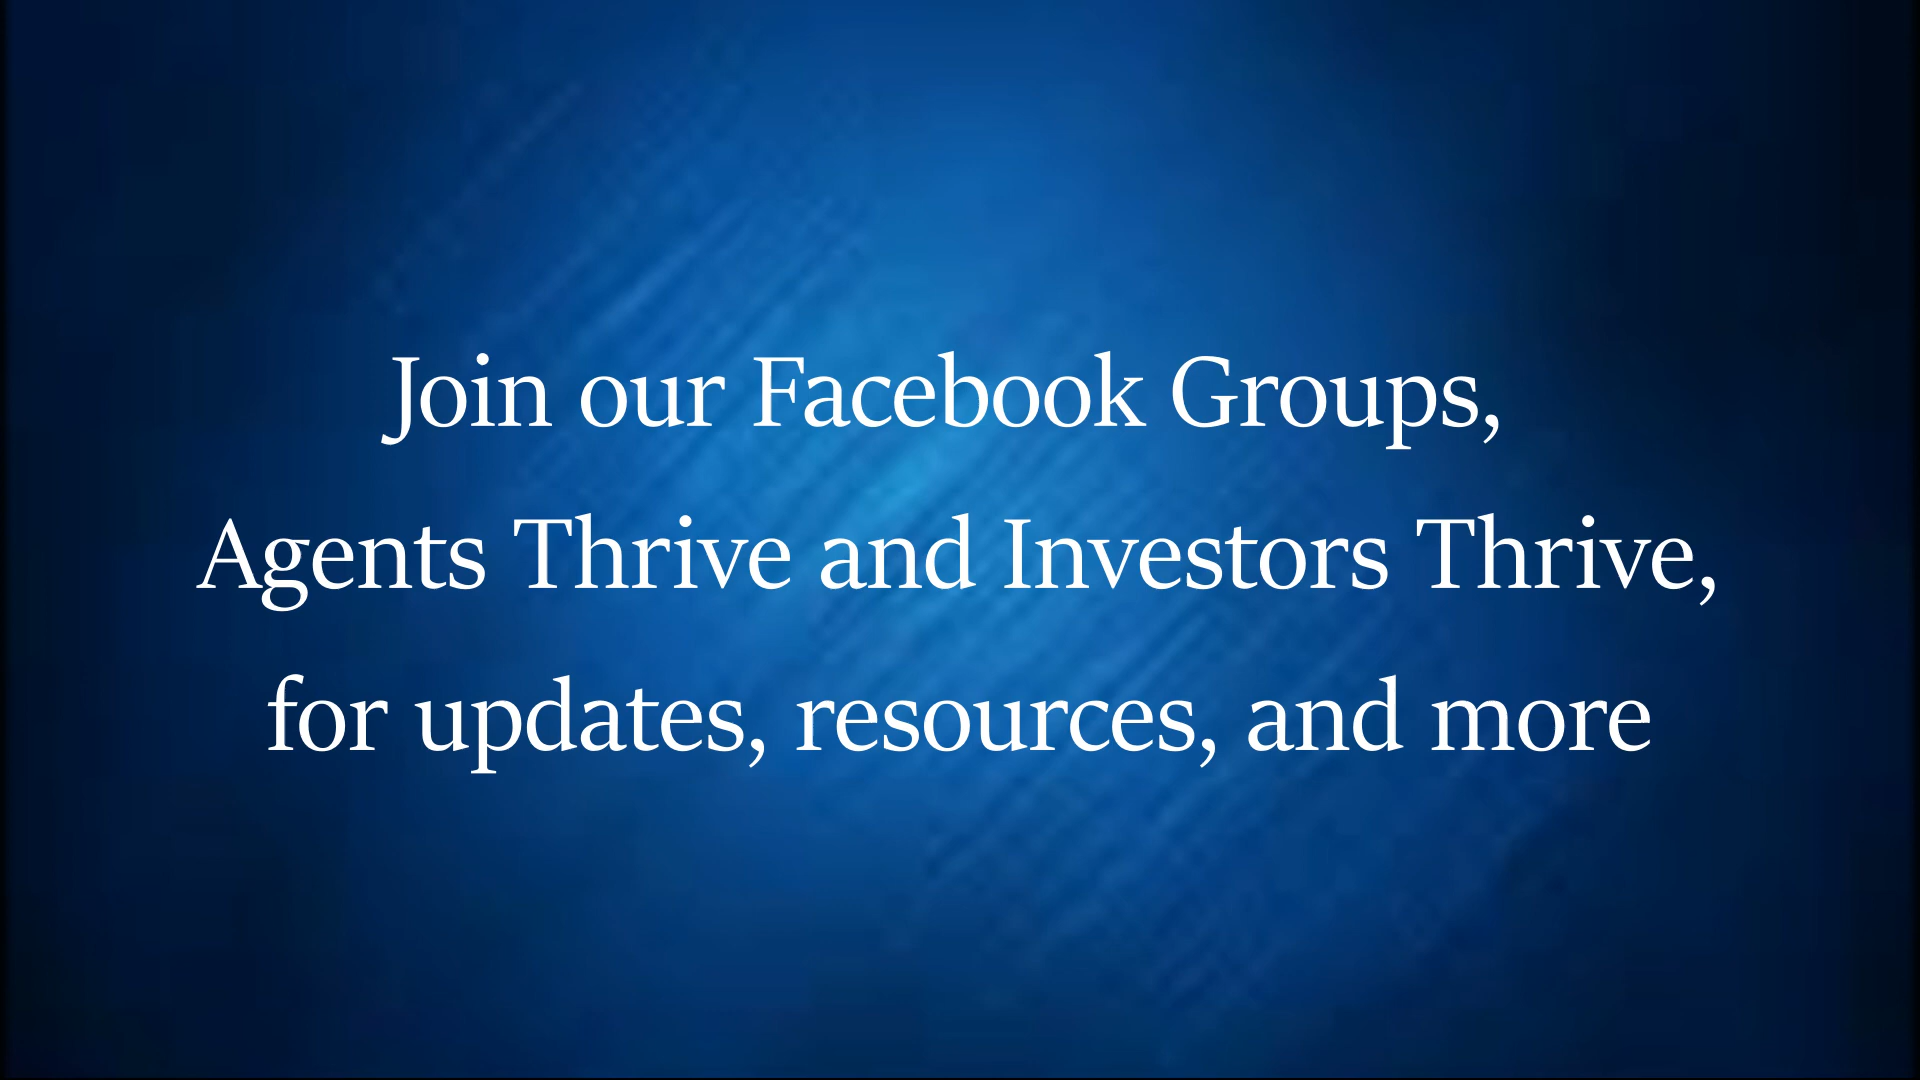 Join our Facebook Groups,
Agents Thrive and Investors Thrive,
for updates, resources, and more